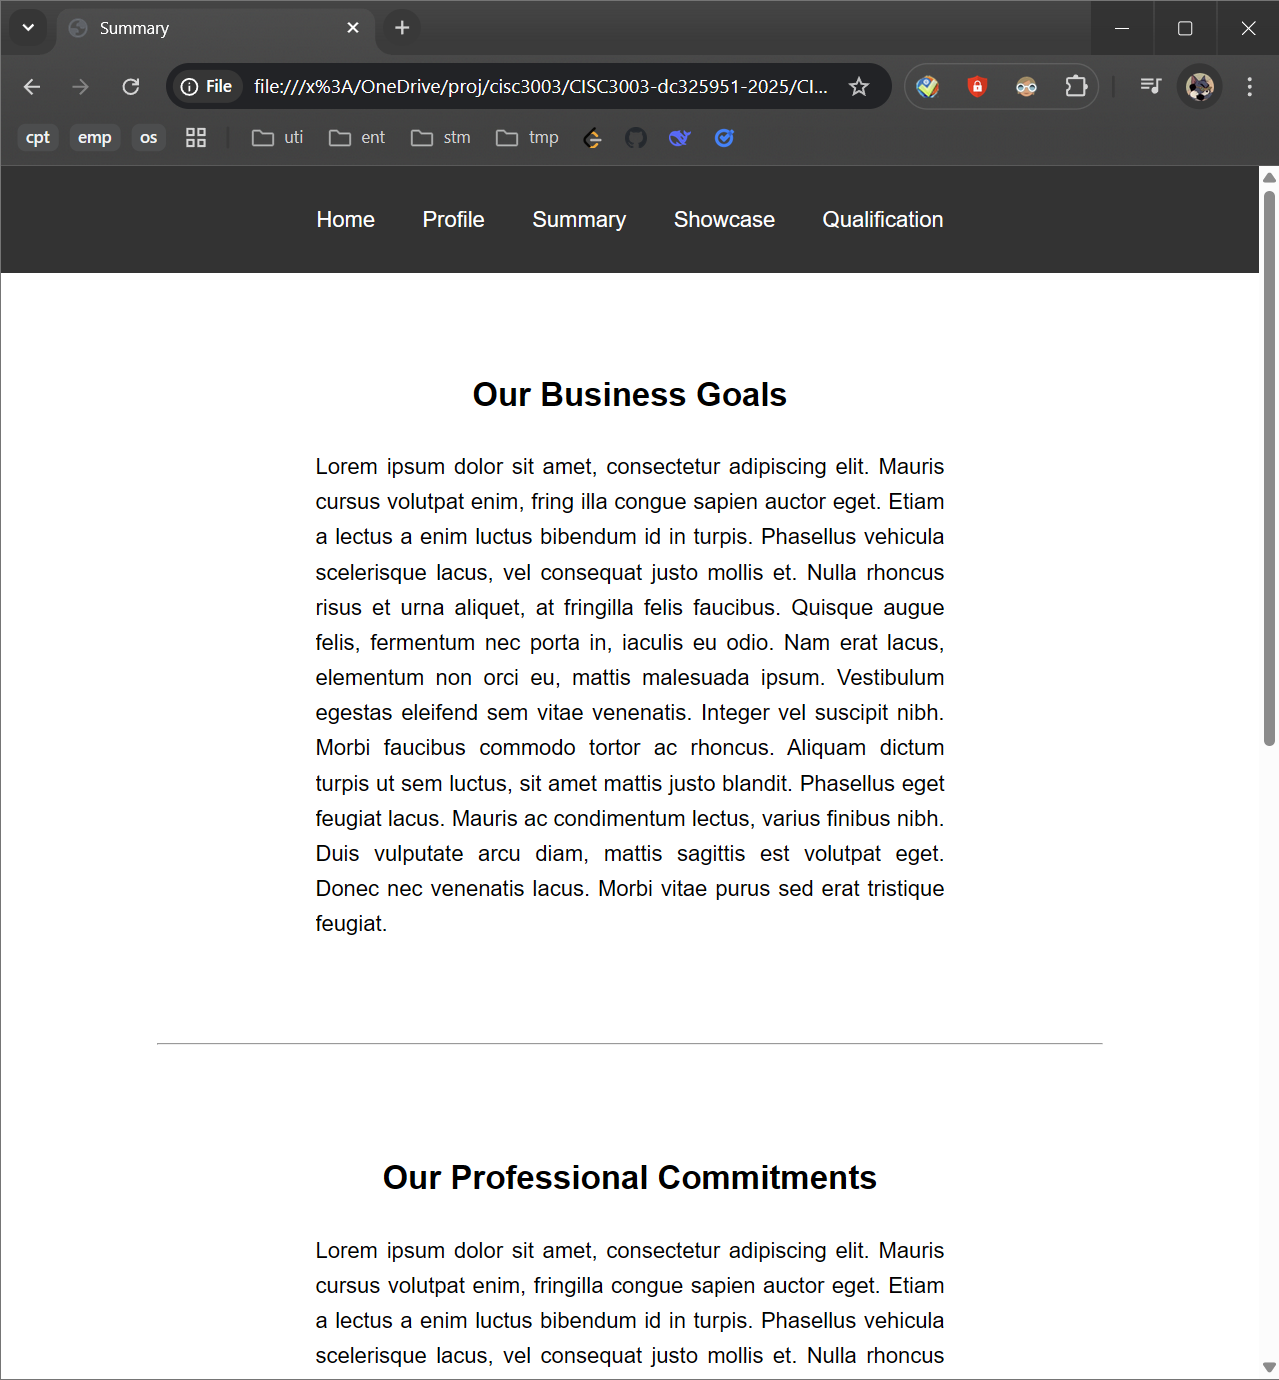 Summary
File file:///x%3A/OneDrive/proj/cisc3003/CISC3003-dc325951-2025/CI...
cpt emp os uti ent stm tmp
Home Profile Summary Showcase Qualification
Our Business Goals
Lorem ipsum dolor sit amet, consectetur adipiscing elit. Mauris
cursus volutpat enim, fring illa congue sapien auctor eget. Etiam
a lectus a enim luctus bibendum id in turpis. Phasellus vehicula
scelerisque lacus, vel consequat justo mollis et. Nulla rhoncus
risus et urna aliquet, at fringilla felis faucibus. Quisque augue
felis, fermentum nec porta in, iaculis eu odio. Nam erat lacus,
elementum non orci eu, mattis malesuada ipsum. Vestibulum
egestas eleifend sem vitae venenatis. Integer vel suscipit nibh.
Morbi faucibus commodo tortor ac rhoncus. Aliquam dictum
turpis ut sem luctus, sit amet mattis justo blandit. Phasellus eget
feugiat lacus. Mauris ac condimentum lectus, varius finibus nibh.
Duis vulputate arcu diam, mattis sagittis est volutpat eget.
Donec nec venenatis lacus. Morbi vitae purus sed erat tristique
feugiat.
Our Professional Commitments
Lorem ipsum dolor sit amet, consectetur adipiscing elit. Mauris
cursus volutpat enim, fringilla congue sapien auctor eget. Etiam
a lectus a enim luctus bibendum id in turpis. Phasellus vehicula
scelerisque lacus, vel consequat justo mollis et. Nulla rhoncus